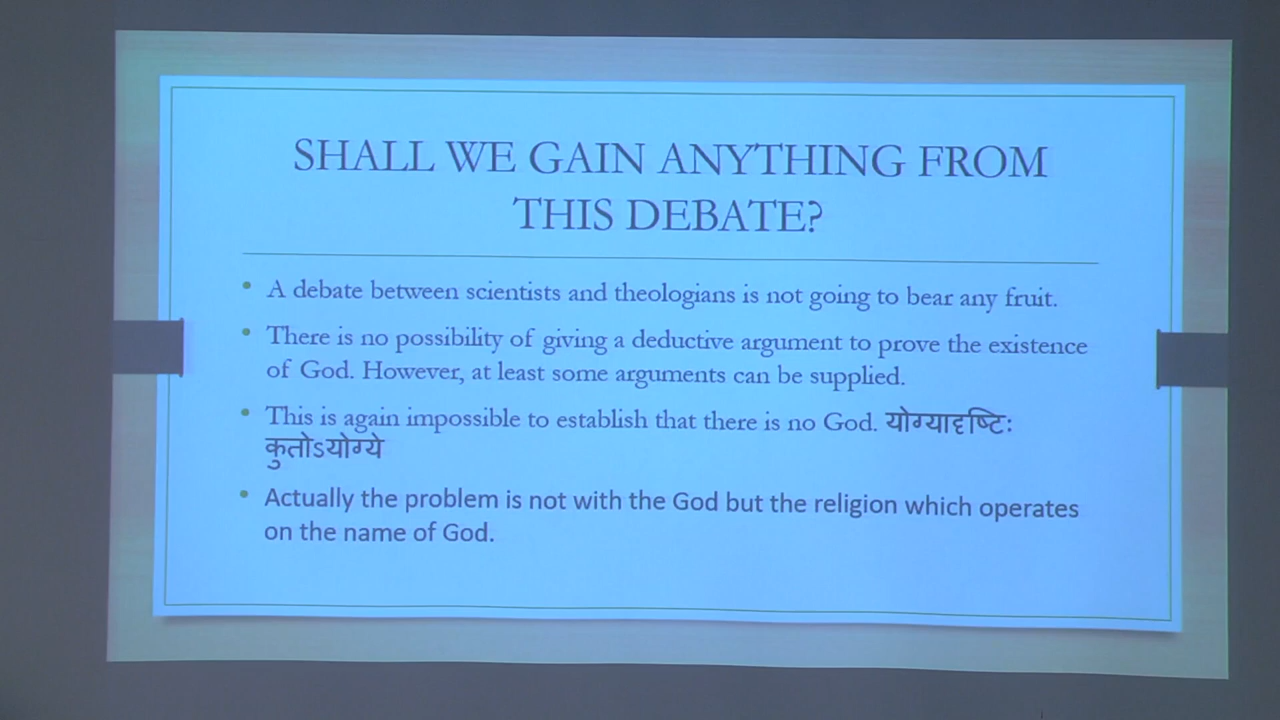 SHALL WE GAIN ANYTHING FROM
THIS DEBATE?
• A debate between scientists and theologians is not going to bear any fruit.
• There is no possibility of giving a deductive argument to prove the existence
of God. However, at least some arguments can be supplied.
• This is again impossible to establish that there is no God. योग्यादृष्टिः
कुतोऽयोग्ये
• Actually the problem is not with the God but the religion which operates
on the name of God.